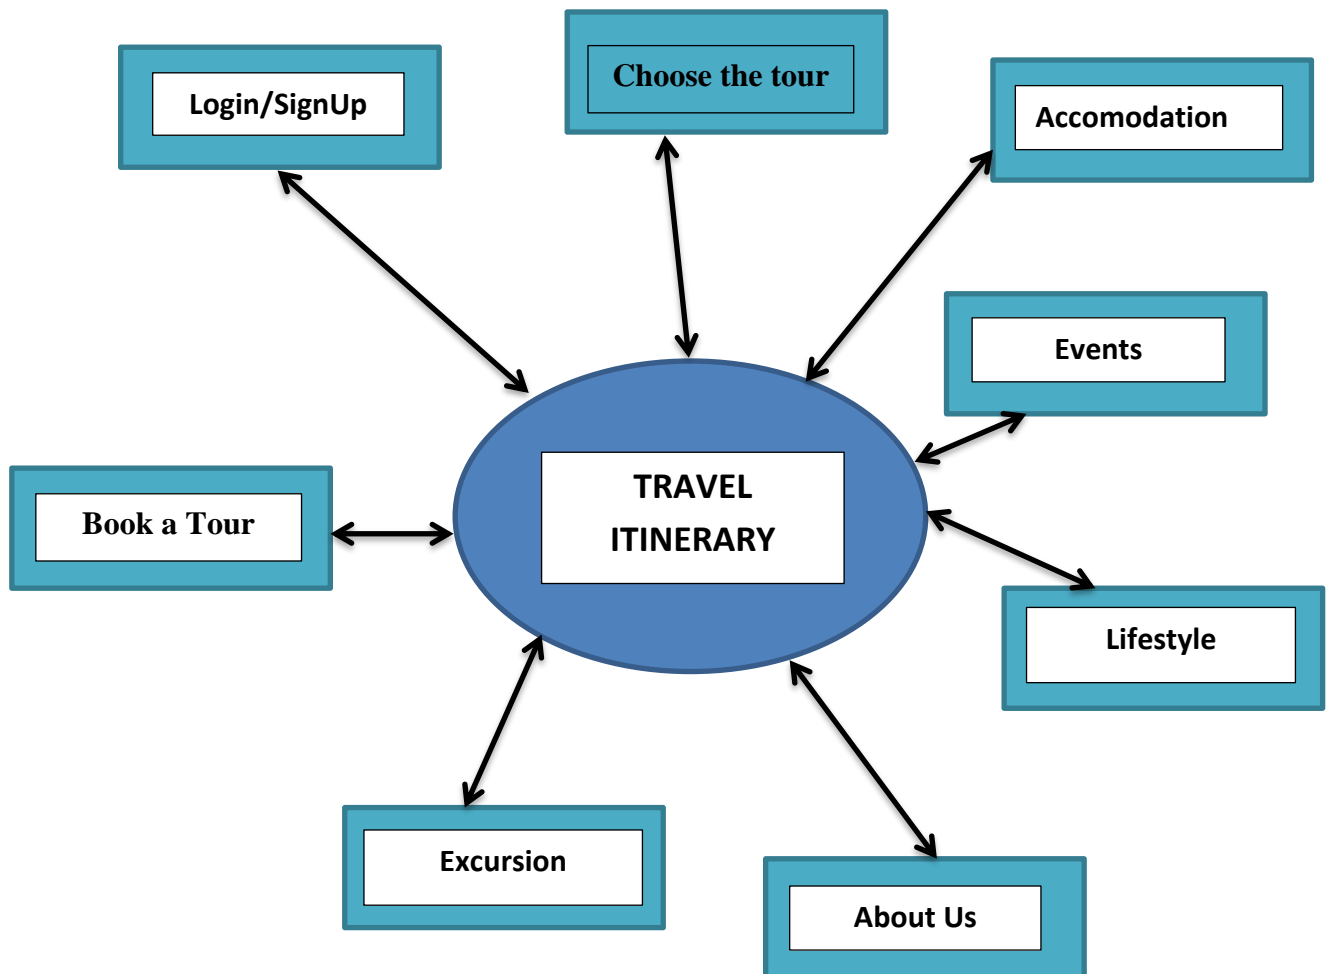 Choose the tour
Login/SignUp
Accomodation
Events
TRAVEL
ITINERARY
Book a Tour
Lifestyle
Excursion
About Us